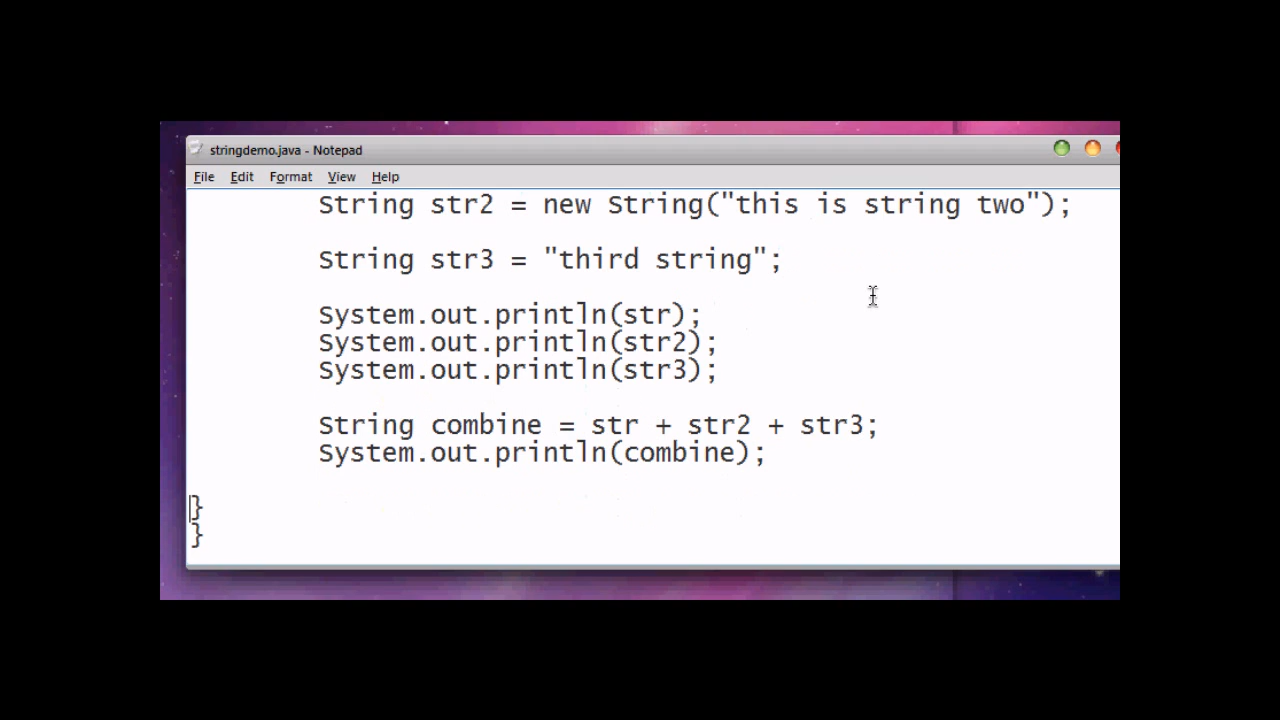 stringdemo.java - Notepad
File Edit Format View Help
String str2 = new String("this is string two");
String str3 = "third string";
System.out.println(str);
System.out.println(str2);
System.out.println(str3);
String combine = str + str2 + str3;
System.out.println(combine);
}
}